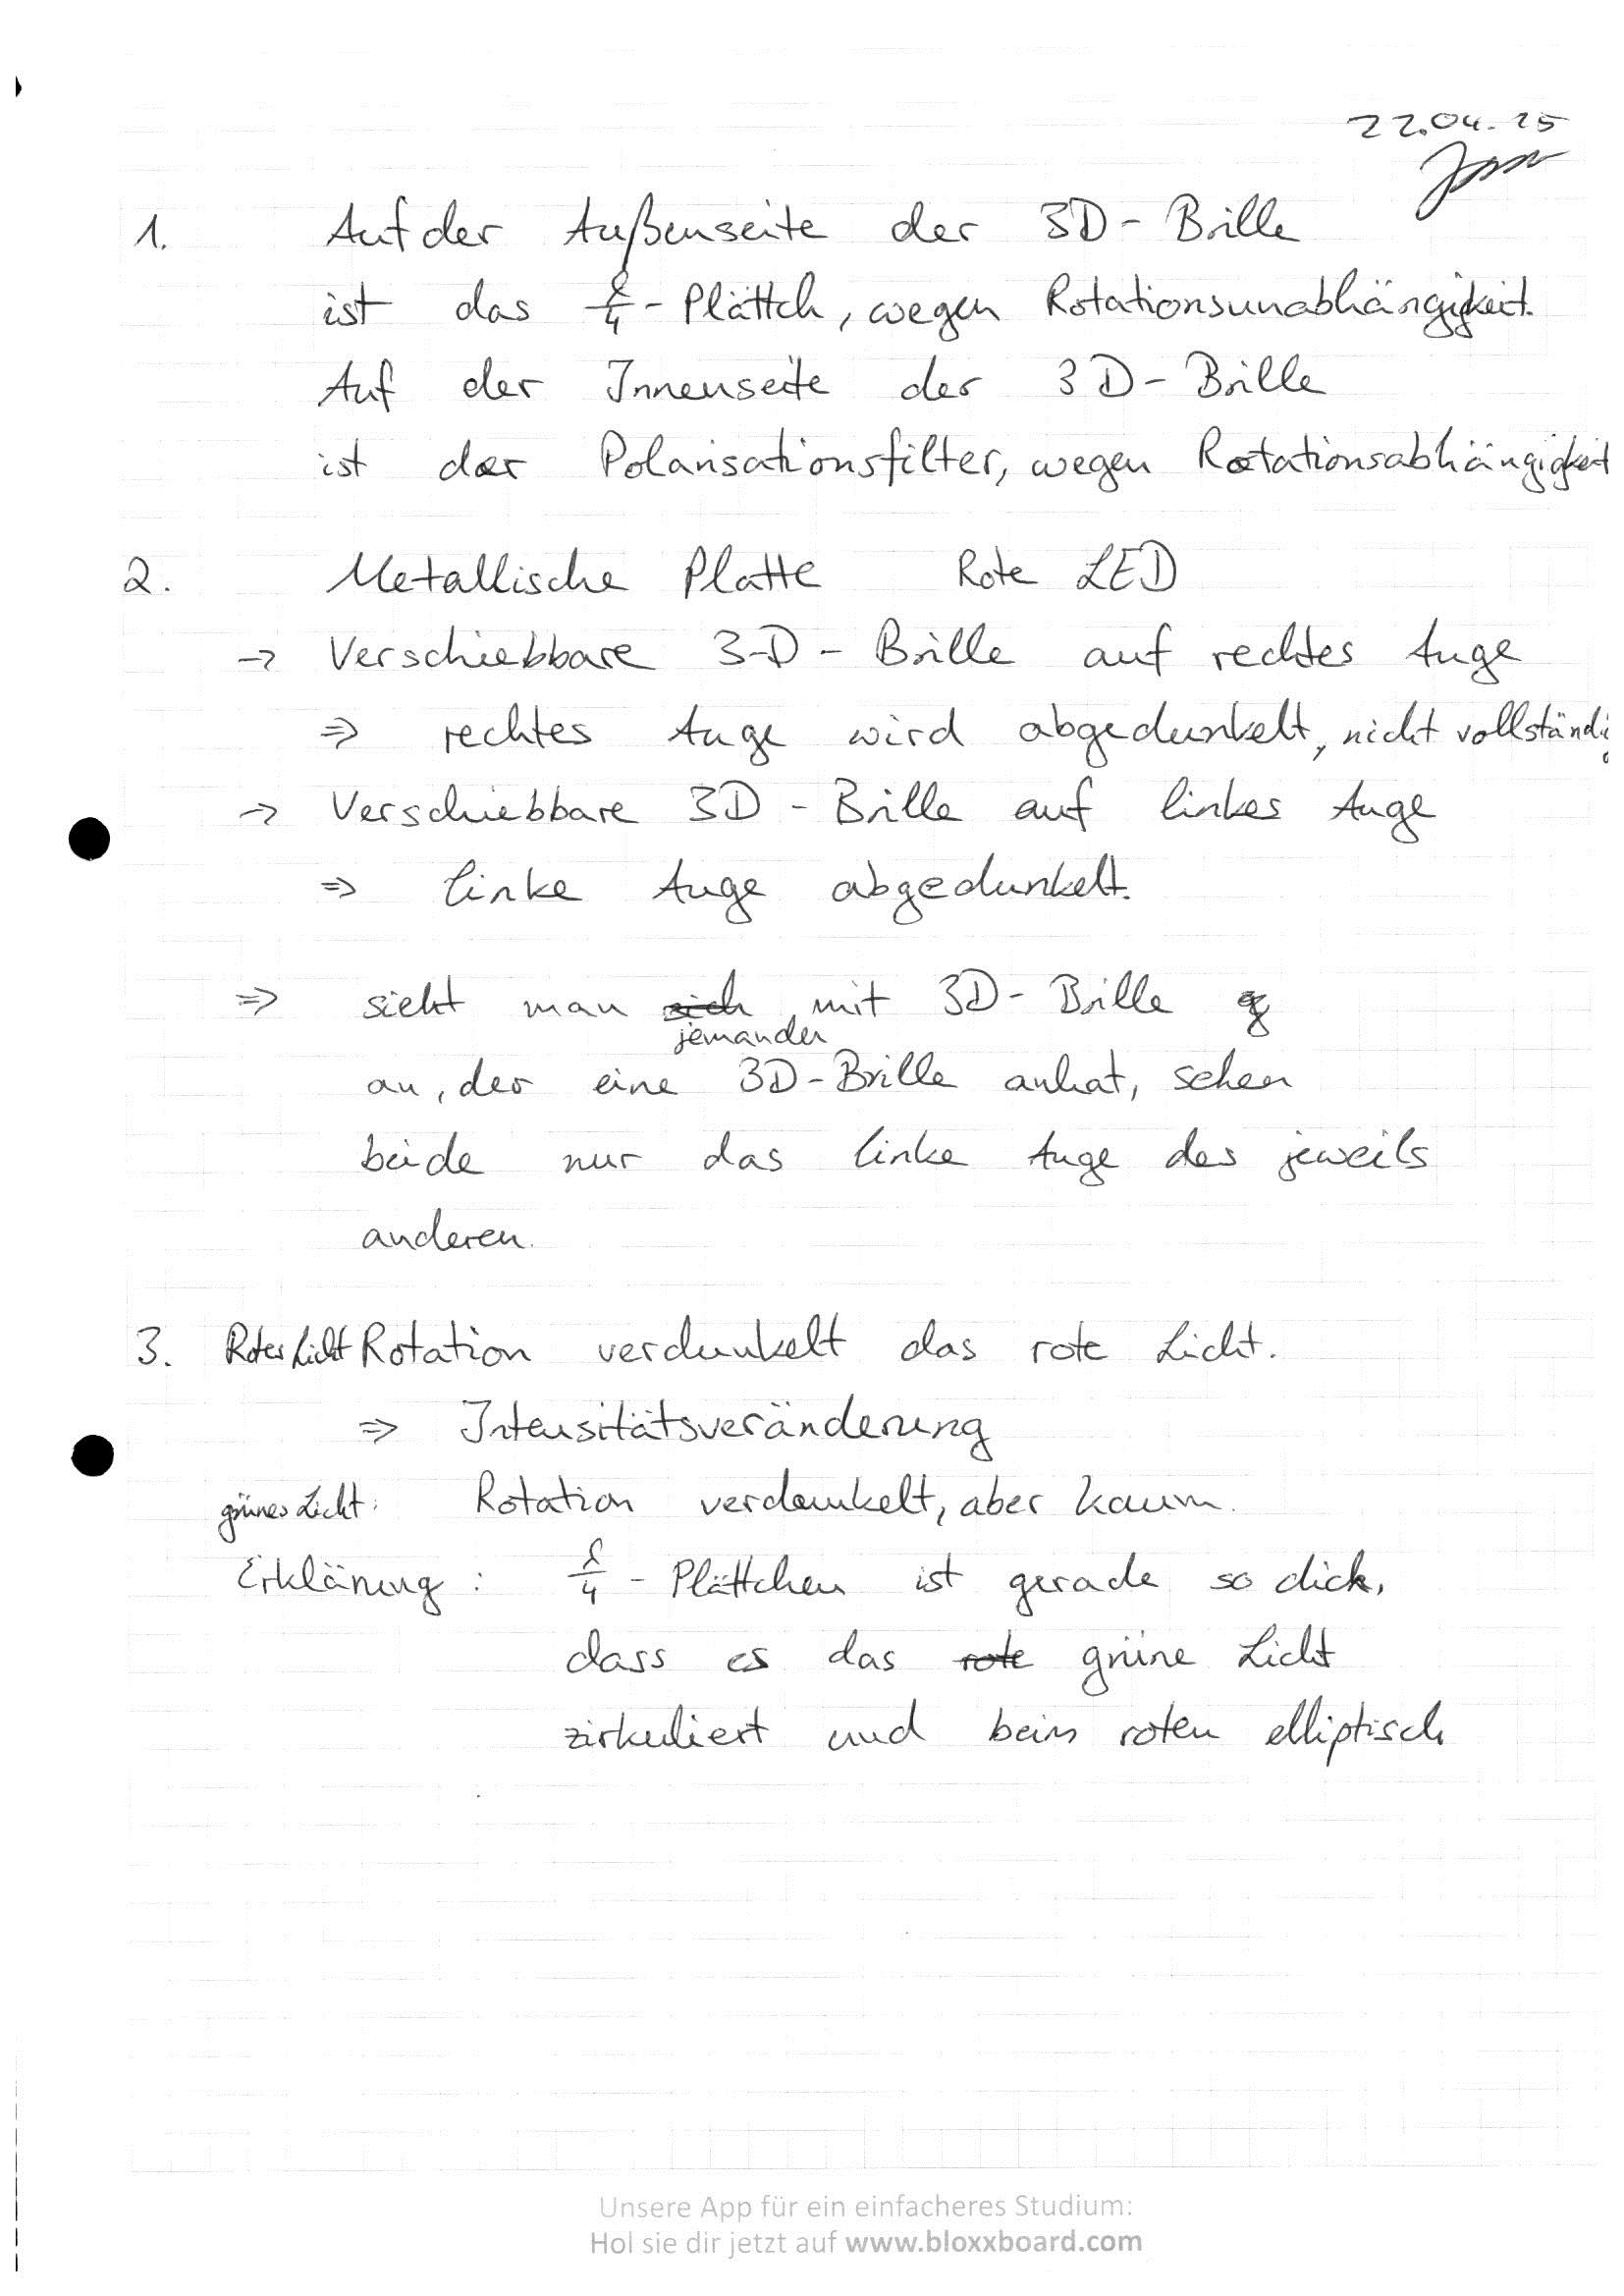 22.04.25
1. Auf der Außenseite der 3D-Brille
ist das λ/4-Plättch, wegen Rotationsunabhängigkeit.
Auf der Innenseite der 3D-Brille
ist der Polarisationsfilter, wegen Rotationsabhängigkeit
2. Metallische Platte Rote LED
→ Verschiebbare 3-D-Brille auf rechtes Auge
⇒ rechtes Auge wird abgedunkelt, nicht vollständig
→ Verschiebbare 3D-Brille auf linkes Auge
⇒ linke Auge abgedunkelt.
⇒ sieht man sich mit 3D-Brille
jemanden
an, der eine 3D-Brille anhat, sehen
beide nur das linke Auge des jeweils
anderen.
3. Rotes Licht Rotation verdunkelt das rote Licht.
⇒ Intensitätsveränderung
grünes Licht: Rotation verdunkelt, aber kaum.
Erklärung: λ/4-Plättchen ist gerade so dick,
dass es das rote grüne Licht
zirkuliert und beim roten elliptisch
Unsere App für ein einfacheres Studium:
Hol sie dir jetzt auf www.bloxxboard.com